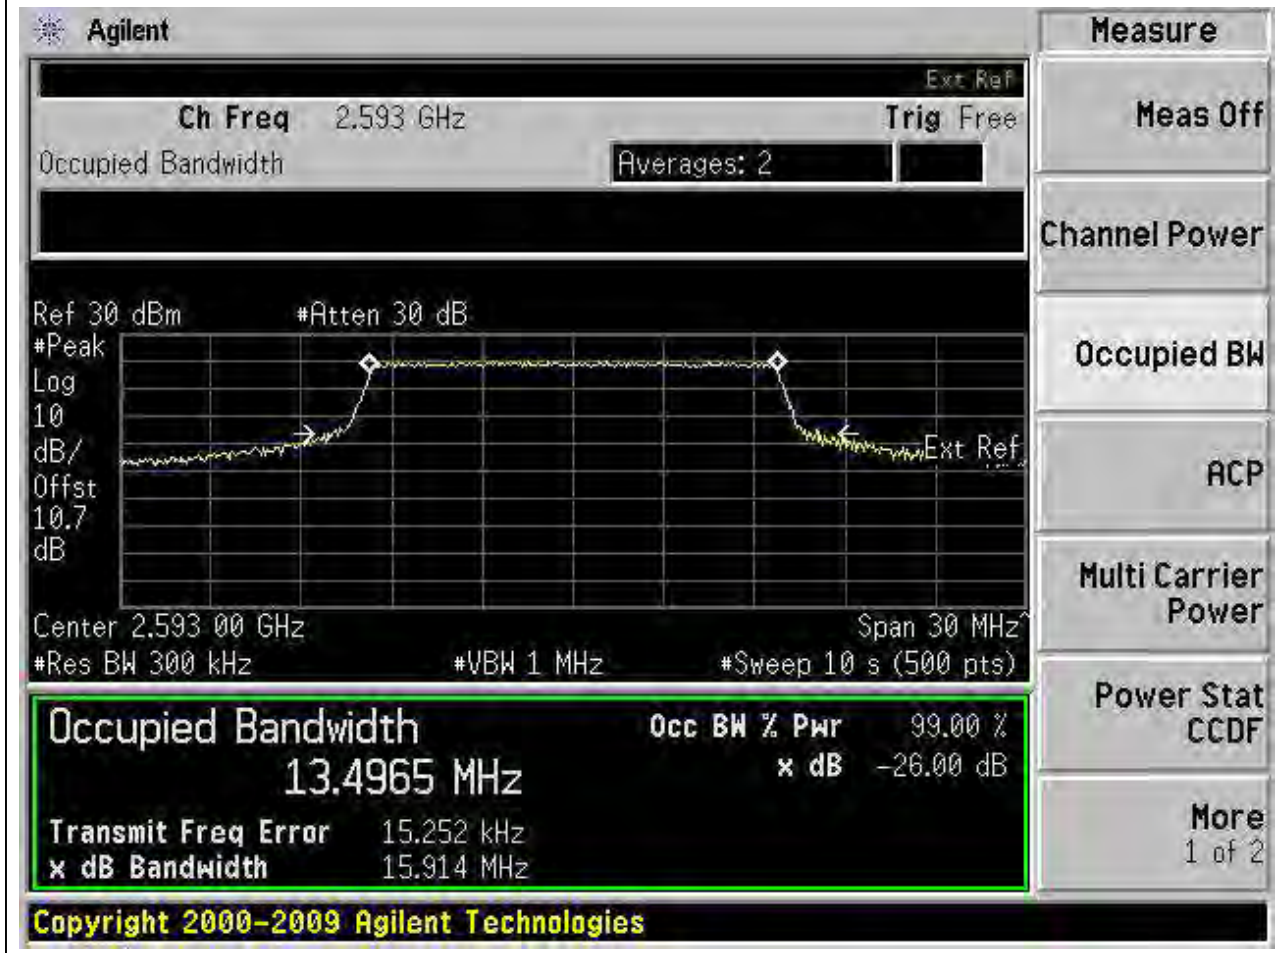 Agilent
Measure
Ext Ref
Ch Freq 2.593 GHz Trig Free
Occupied Bandwidth Averages: 2
Ref 30 dBm #Atten 30 dB
#Peak
Log
10
dB/
Offst
10.7
dB
Ext Ref
Center 2.593 00 GHz Span 30 MHz
#Res BW 300 kHz #VBW 1 MHz #Sweep 10 s (500 pts)
Occupied Bandwidth
13.4965 MHz
Occ BW % Pwr 99.00 %
x dB -26.00 dB
Transmit Freq Error 15.252 kHz
x dB Bandwidth 15.914 MHz
Copyright 2000-2009 Agilent Technologies
Meas Off
Channel Power
Occupied BW
ACP
Multi Carrier
Power
Power Stat
CCDF
More
1 of 2